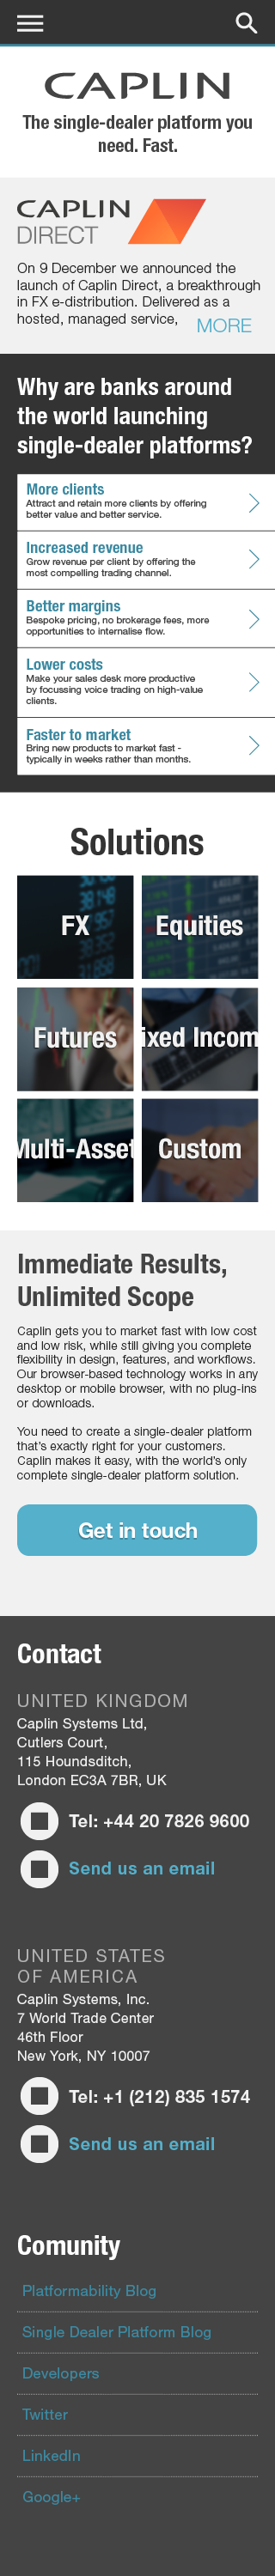 CAPLIN
The single-dealer platform you
need. Fast.
CAPLIN
DIRECT
On 9 December we announced the
launch of Caplin Direct, a breakthrough
in FX e-distribution. Delivered as a
hosted, managed service, MORE
Why are banks around
the world launching
single-dealer platforms?
More clients
Attract and retain more clients by offering
better value and better service.
Increased revenue
Grow revenue per client by offering the
most compelling trading channel.
Better margins
Bespoke pricing, no brokerage fees, more
opportunities to internalise flow.
Lower costs
Make your sales desk more productive
by focussing voice trading on high-value
clients.
Faster to market
Bring new products to market fast -
typically in weeks rather than months.
Solutions
FX
Equities
Futures
ixed Incom
Multi-Asset
Custom
Immediate Results,
Unlimited Scope
Caplin gets you to market fast with low cost
and low risk, while still giving you complete
flexibility in design, features, and workflows.
Our browser-based technology works in any
desktop or mobile browser, with no plug-ins
or downloads.
You need to create a single-dealer platform
that's exactly right for your customers.
Caplin makes it easy, with the world's only
complete single-dealer platform solution.
Get in touch
Contact
UNITED KINGDOM
Caplin Systems Ltd,
Cutlers Court,
115 Houndsditch,
London EC3A 7BR, UK
Tel: +44 20 7826 9600
Send us an email
UNITED STATES
OF AMERICA
Caplin Systems, Inc.
7 World Trade Center
46th Floor
New York, NY 10007
Tel: +1 (212) 835 1574
Send us an email
Comunity
Platformability Blog
Single Dealer Platform Blog
Developers
Twitter
LinkedIn
Google+